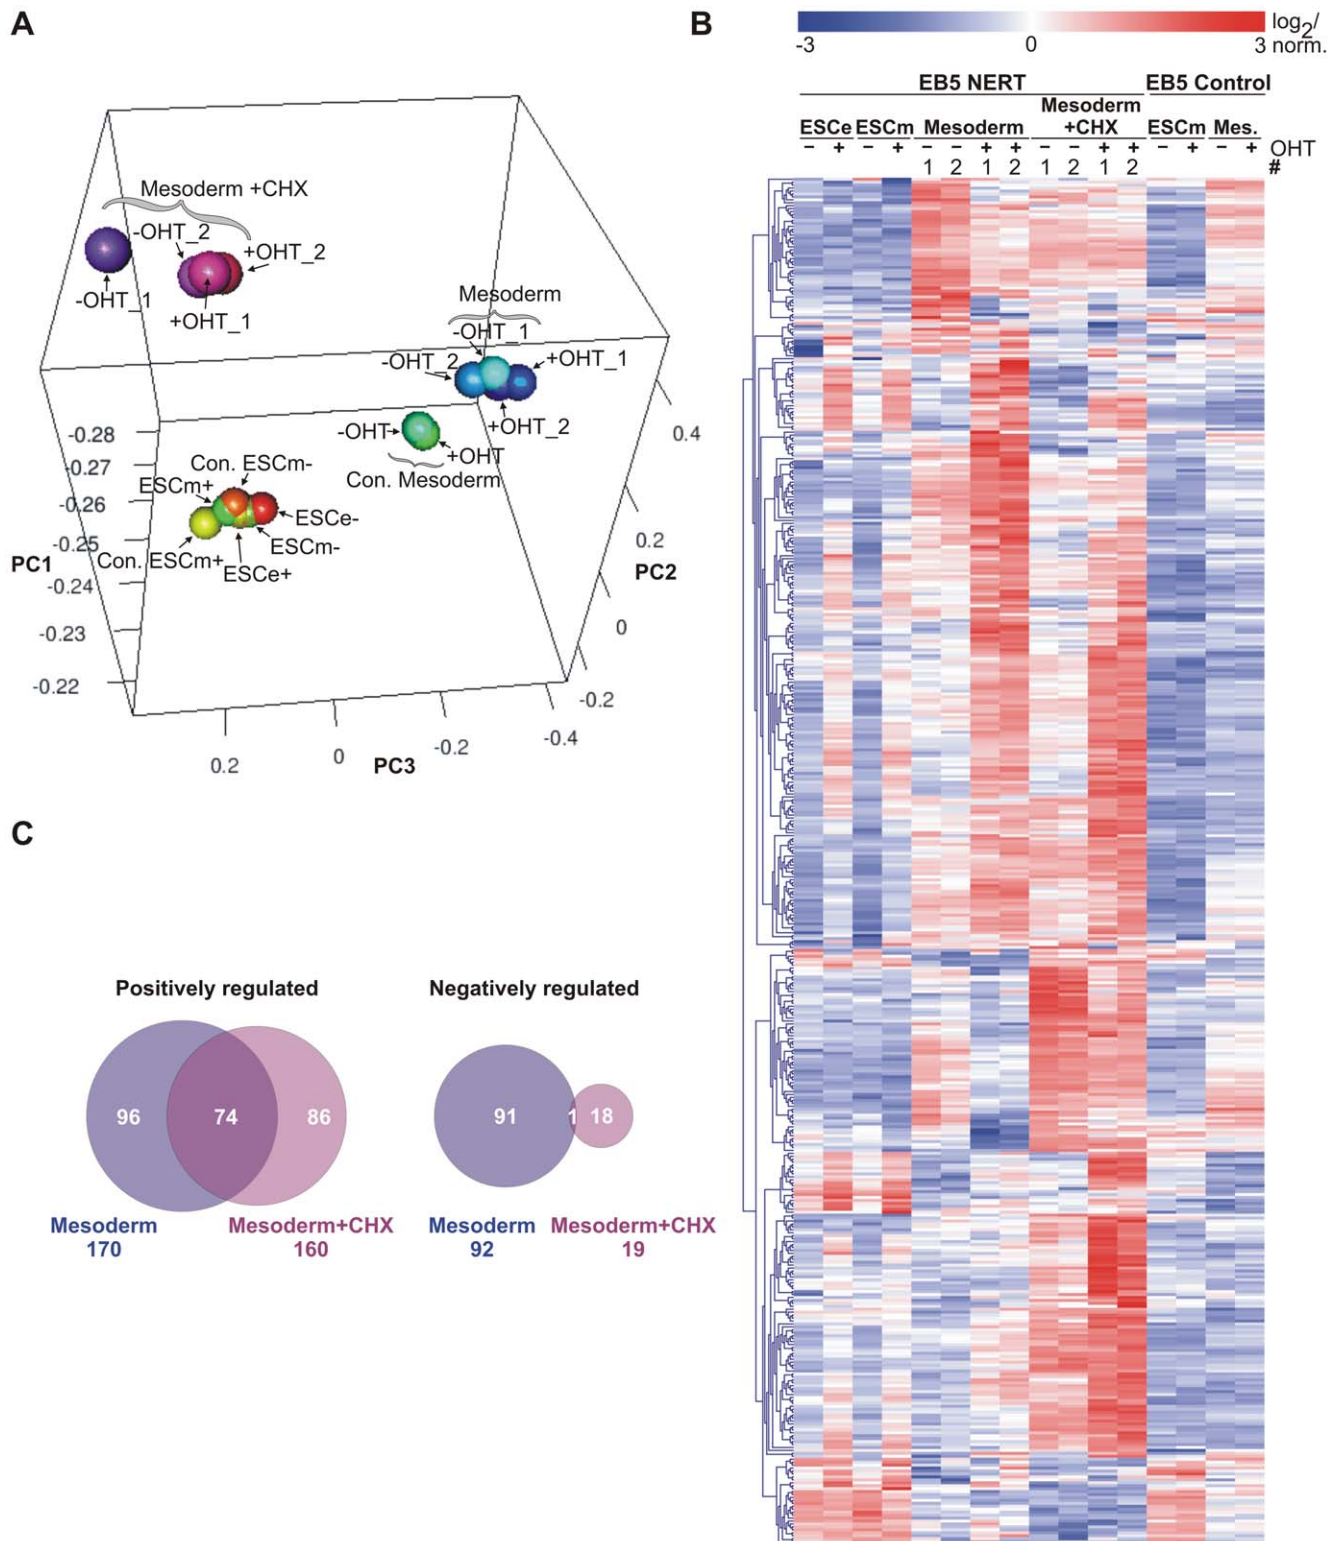 A
Mesoderm +CHX
-OHT_2
+OHT_2
-OHT_1
+OHT_1
Mesoderm
-OHT_1
-OHT_2
+OHT_1
+OHT_2
-OHT
+OHT
Con. Mesoderm
Con. ESCm-
ESCm+
ESCe-
ESCm-
Con. ESCm+
ESCe+
PC1
-0.28
-0.27
-0.26
-0.25
-0.24
-0.23
-0.22
PC2
0.4
0.2
0
-0.2
0.2
0
-0.2
-0.4
PC3
B
-3 0 3
log2/
norm.
EB5 NERT EB5 Control
Mesoderm
ESCe ESCm Mesoderm +CHX ESCm Mes.
- + - + - - + + - - + + - + - + OHT
1 2 1 2 1 2 1 2 #
C
Positively regulated
96 74 86
Mesoderm Mesoderm+CHX
170 160
Negatively regulated
91 1 18
Mesoderm Mesoderm+CHX
92 19